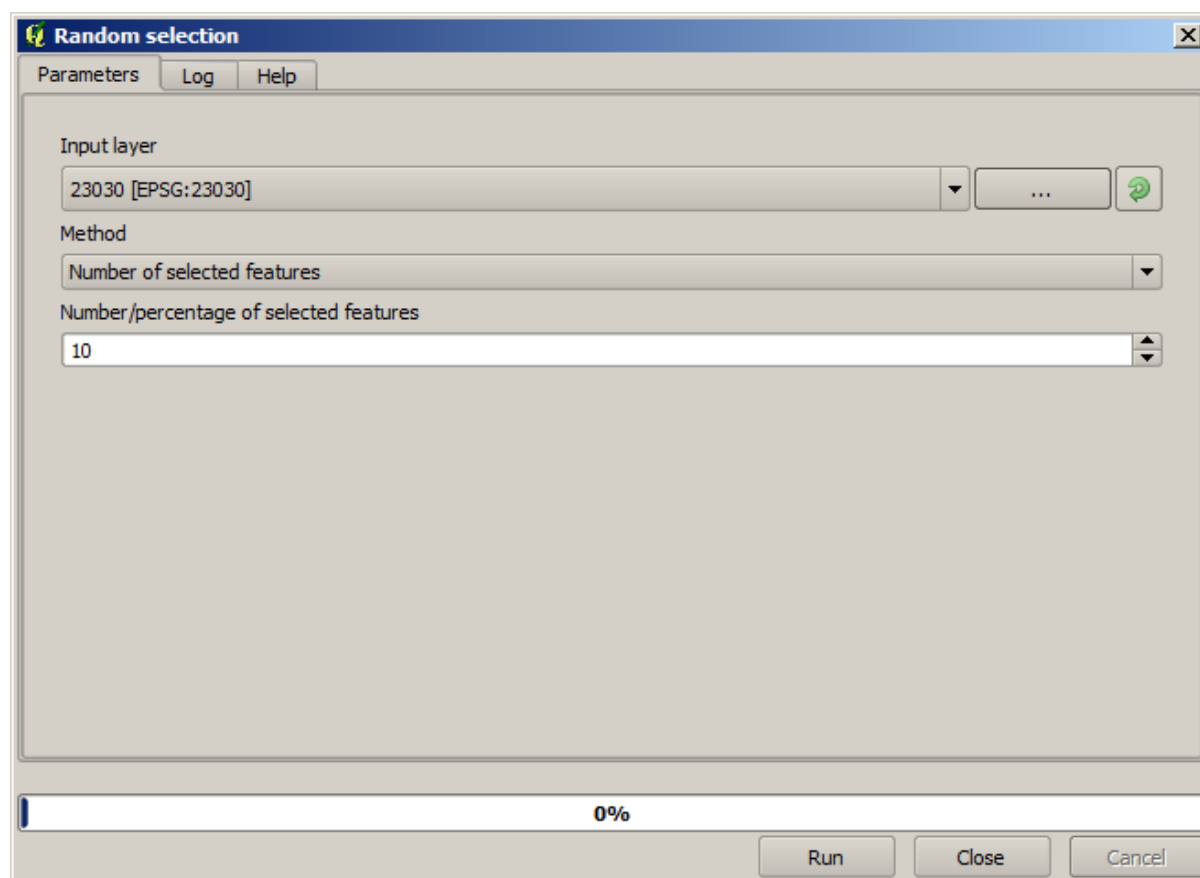 Random selection
Parameters Log Help
Input layer
23030 [EPSG:23030] ...
Method
Number of selected features
Number/percentage of selected features
10
0%
Run Close Cancel